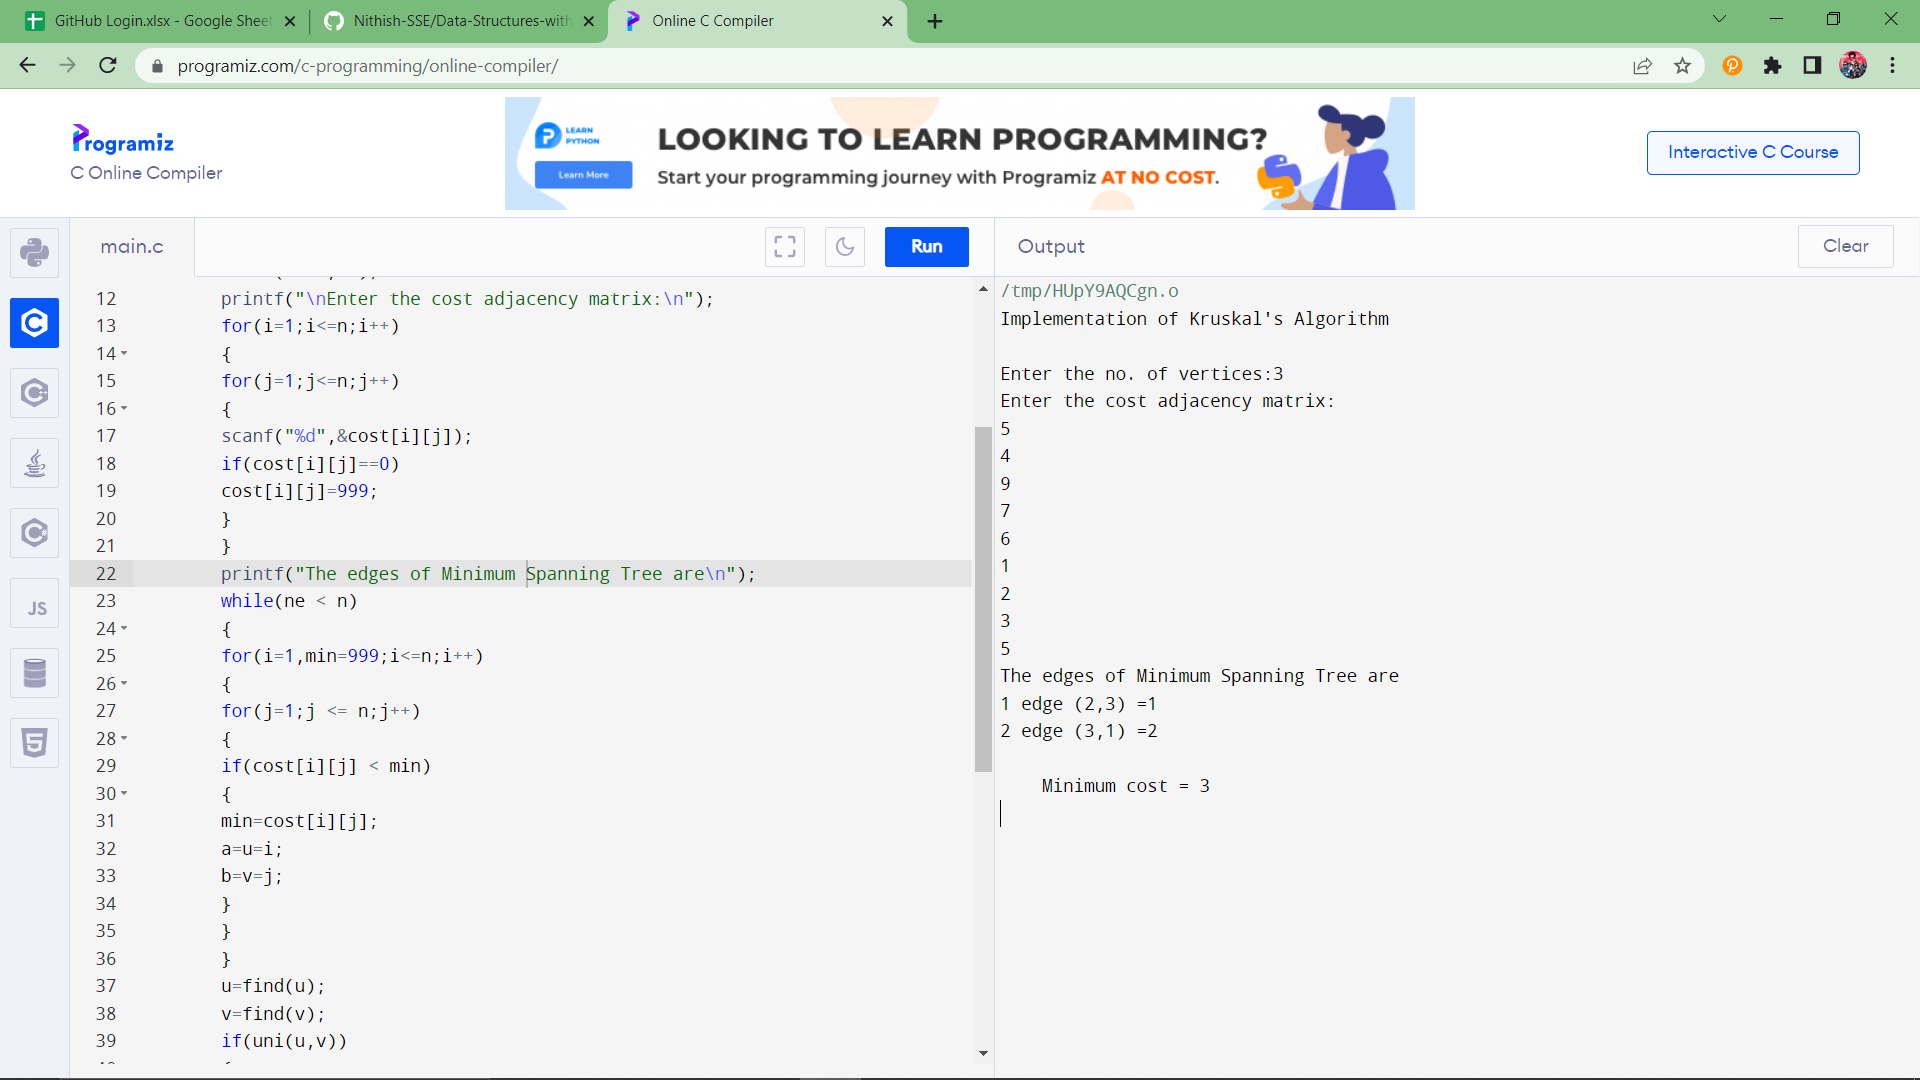 GitHub Login.xlsx - Google Sheet
Nithish-SSE/Data-Structures-with
Online C Compiler
programiz.com/c-programming/online-compiler/
Programiz
C Online Compiler
LEARN
PYTHON
Learn More
LOOKING TO LEARN PROGRAMMING?
Start your programming journey with Programiz AT NO COST.
Interactive C Course
main.c
Run
Output
Clear
12 printf("\nEnter the cost adjacency matrix:\n");
13 for(i=1;i<=n;i++)
14 {
15 for(j=1;j<=n;j++)
16 {
17 scanf("%d",&cost[i][j]);
18 if(cost[i][j]==0)
19 cost[i][j]=999;
20 }
21 }
22 printf("The edges of Minimum Spanning Tree are\n");
23 while(ne < n)
24 {
25 for(i=1,min=999;i<=n;i++)
26 {
27 for(j=1;j <= n;j++)
28 {
29 if(cost[i][j] < min)
30 {
31 min=cost[i][j];
32 a=u=i;
33 b=v=j;
34 }
35 }
36 }
37 u=find(u);
38 v=find(v);
39 if(uni(u,v))
JS
/tmp/HUpY9AQCgn.o
Implementation of Kruskal's Algorithm
Enter the no. of vertices:3
Enter the cost adjacency matrix:
5
4
9
7
6
1
2
3
5
The edges of Minimum Spanning Tree are
1 edge (2,3) =1
2 edge (3,1) =2
Minimum cost = 3